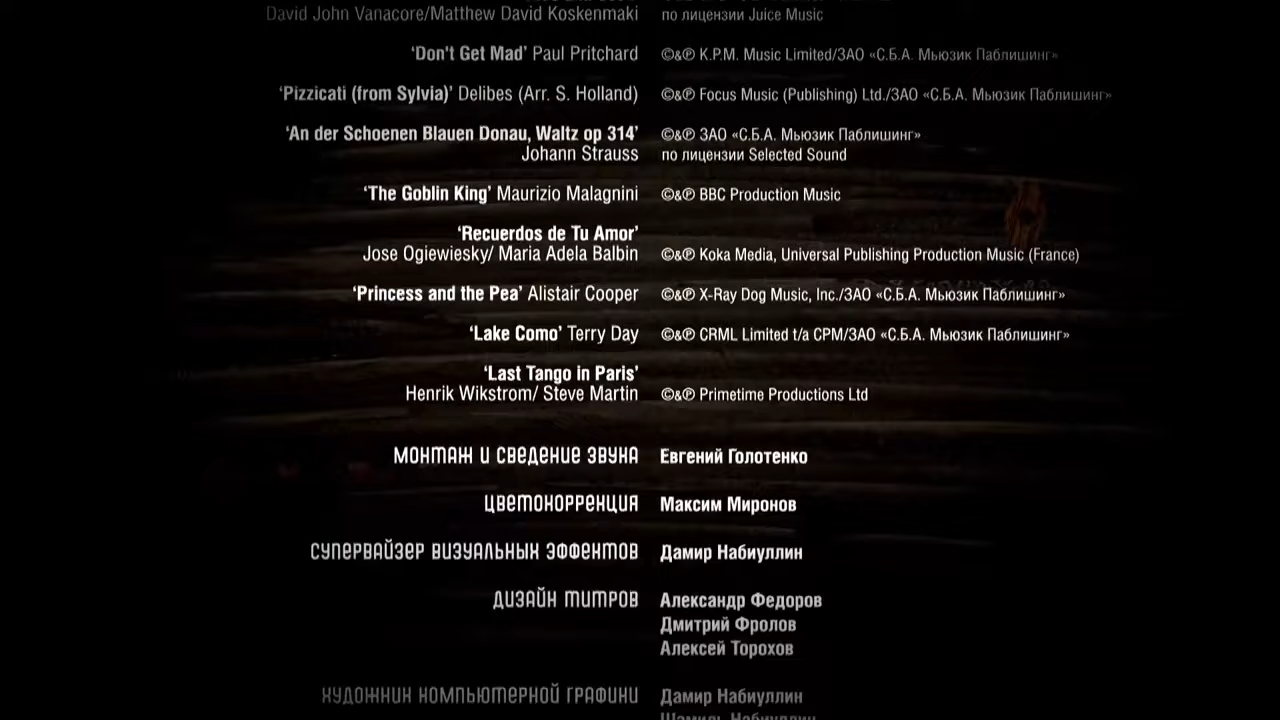 David John Vanacore/Matthew David Koskenmaki по лицензии Juice Music
‘Don't Get Mad’ Paul Pritchard ©&℗ K.P.M. Music Limited/ЗАО «С.Б.А. Мьюзик Паблишинг»
‘Pizzicati (from Sylvia)’ Delibes (Arr. S. Holland) ©&℗ Focus Music (Publishing) Ltd./ЗАО «С.Б.А. Мьюзик Паблишинг»
‘An der Schoenen Blauen Donau, Waltz op 314’ ©&℗ ЗАО «С.Б.А. Мьюзик Паблишинг»
Johann Strauss по лицензии Selected Sound
‘The Goblin King’ Maurizio Malagnini ©&℗ BBC Production Music
‘Recuerdos de Tu Amor’
Jose Ogiewiesky/ Maria Adela Balbin ©&℗ Koka Media, Universal Publishing Production Music (France)
‘Princess and the Pea’ Alistair Cooper ©&℗ X-Ray Dog Music, Inc./ЗАО «С.Б.А. Мьюзик Паблишинг»
‘Lake Como’ Terry Day ©&℗ CRML Limited t/a CPM/ЗАО «С.Б.А. Мьюзик Паблишинг»
‘Last Tango in Paris’
Henrik Wikstrom/ Steve Martin ©&℗ Primetime Productions Ltd
монтаж и сведение звука Евгений Голотенко
цветокоррекция Максим Миронов
супервайзер визуальных эффектов Дамир Набиуллин
дизайн титров Александр Федоров
Дмитрий Фролов
Алексей Торохов
художник компьютерной графики Дамир Набиуллин